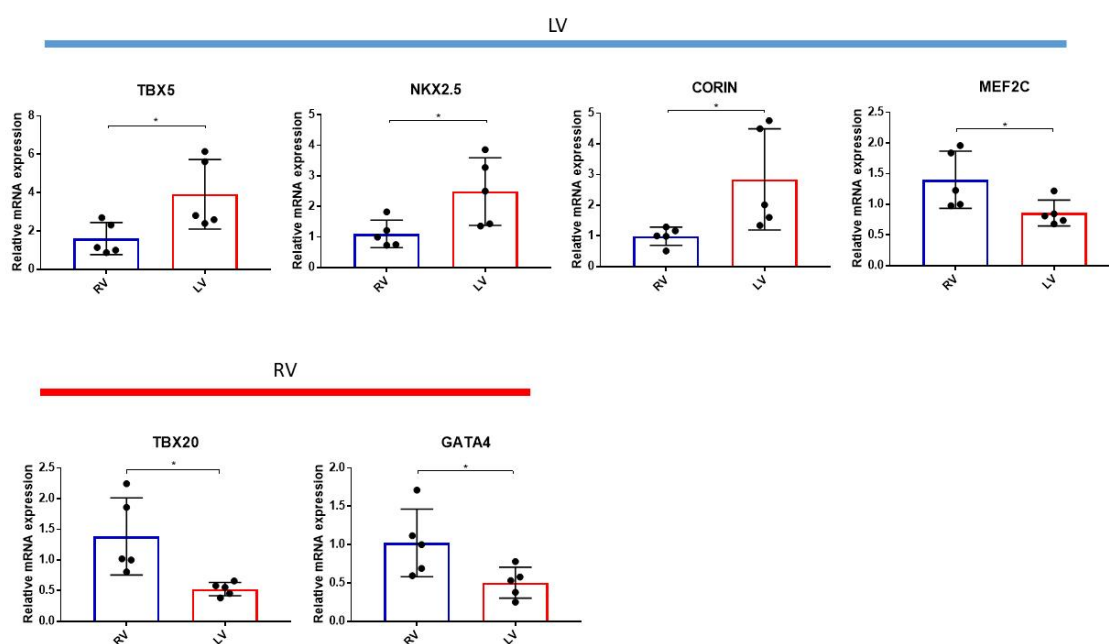 LV
TBX5
Relative mRNA expression
8
6
4
2
0
*
RV
LV
NKX2.5
Relative mRNA expression
5
4
3
2
1
0
*
RV
LV
CORIN
Relative mRNA expression
5
4
3
2
1
0
*
RV
LV
MEF2C
Relative mRNA expression
2.5
2.0
1.5
1.0
0.5
0.0
*
RV
LV
RV
TBX20
Relative mRNA expression
2.5
2.0
1.5
1.0
0.5
0.0
*
RV
LV
GATA4
Relative mRNA expression
2.0
1.5
1.0
0.5
0.0
*
RV
LV